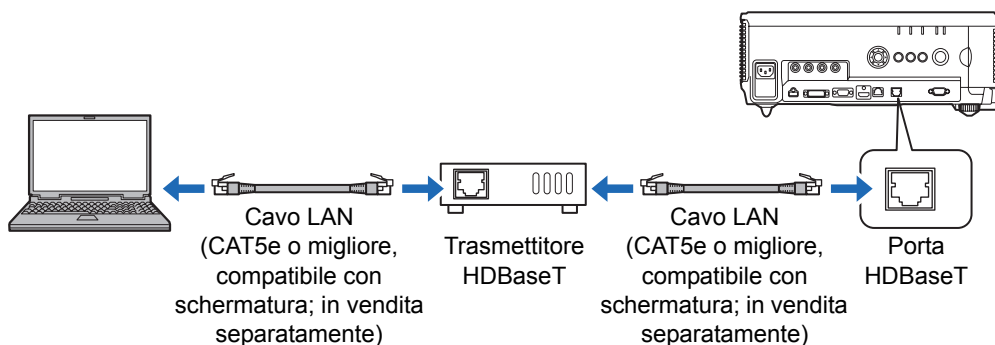 Cavo LAN
(CAT5e o migliore,
compatibile con
schermatura; in vendita
separatamente)
Trasmettitore
HDBaseT
Cavo LAN
(CAT5e o migliore,
compatibile con
schermatura; in vendita
separatamente)
Porta
HDBaseT